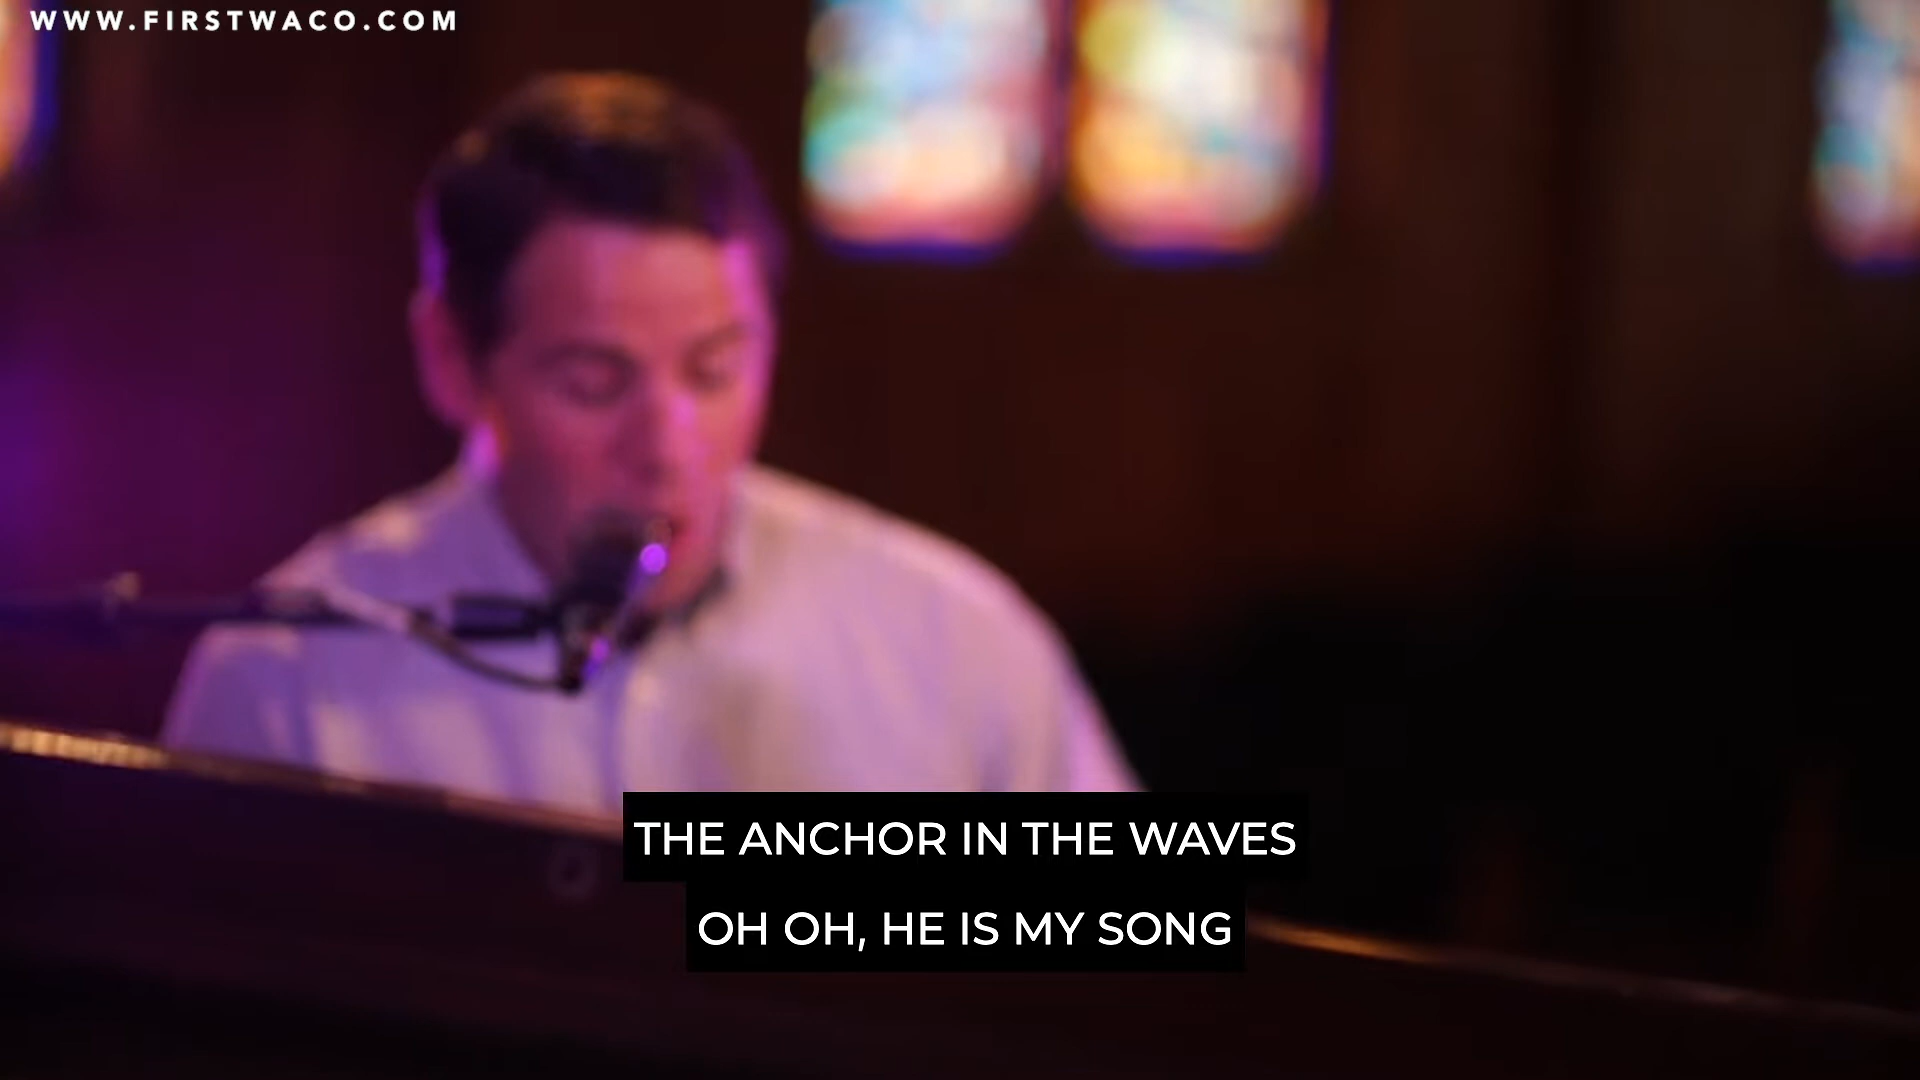 WWW.FIRSTWACO.COM
THE ANCHOR IN THE WAVES
OH OH, HE IS MY SONG